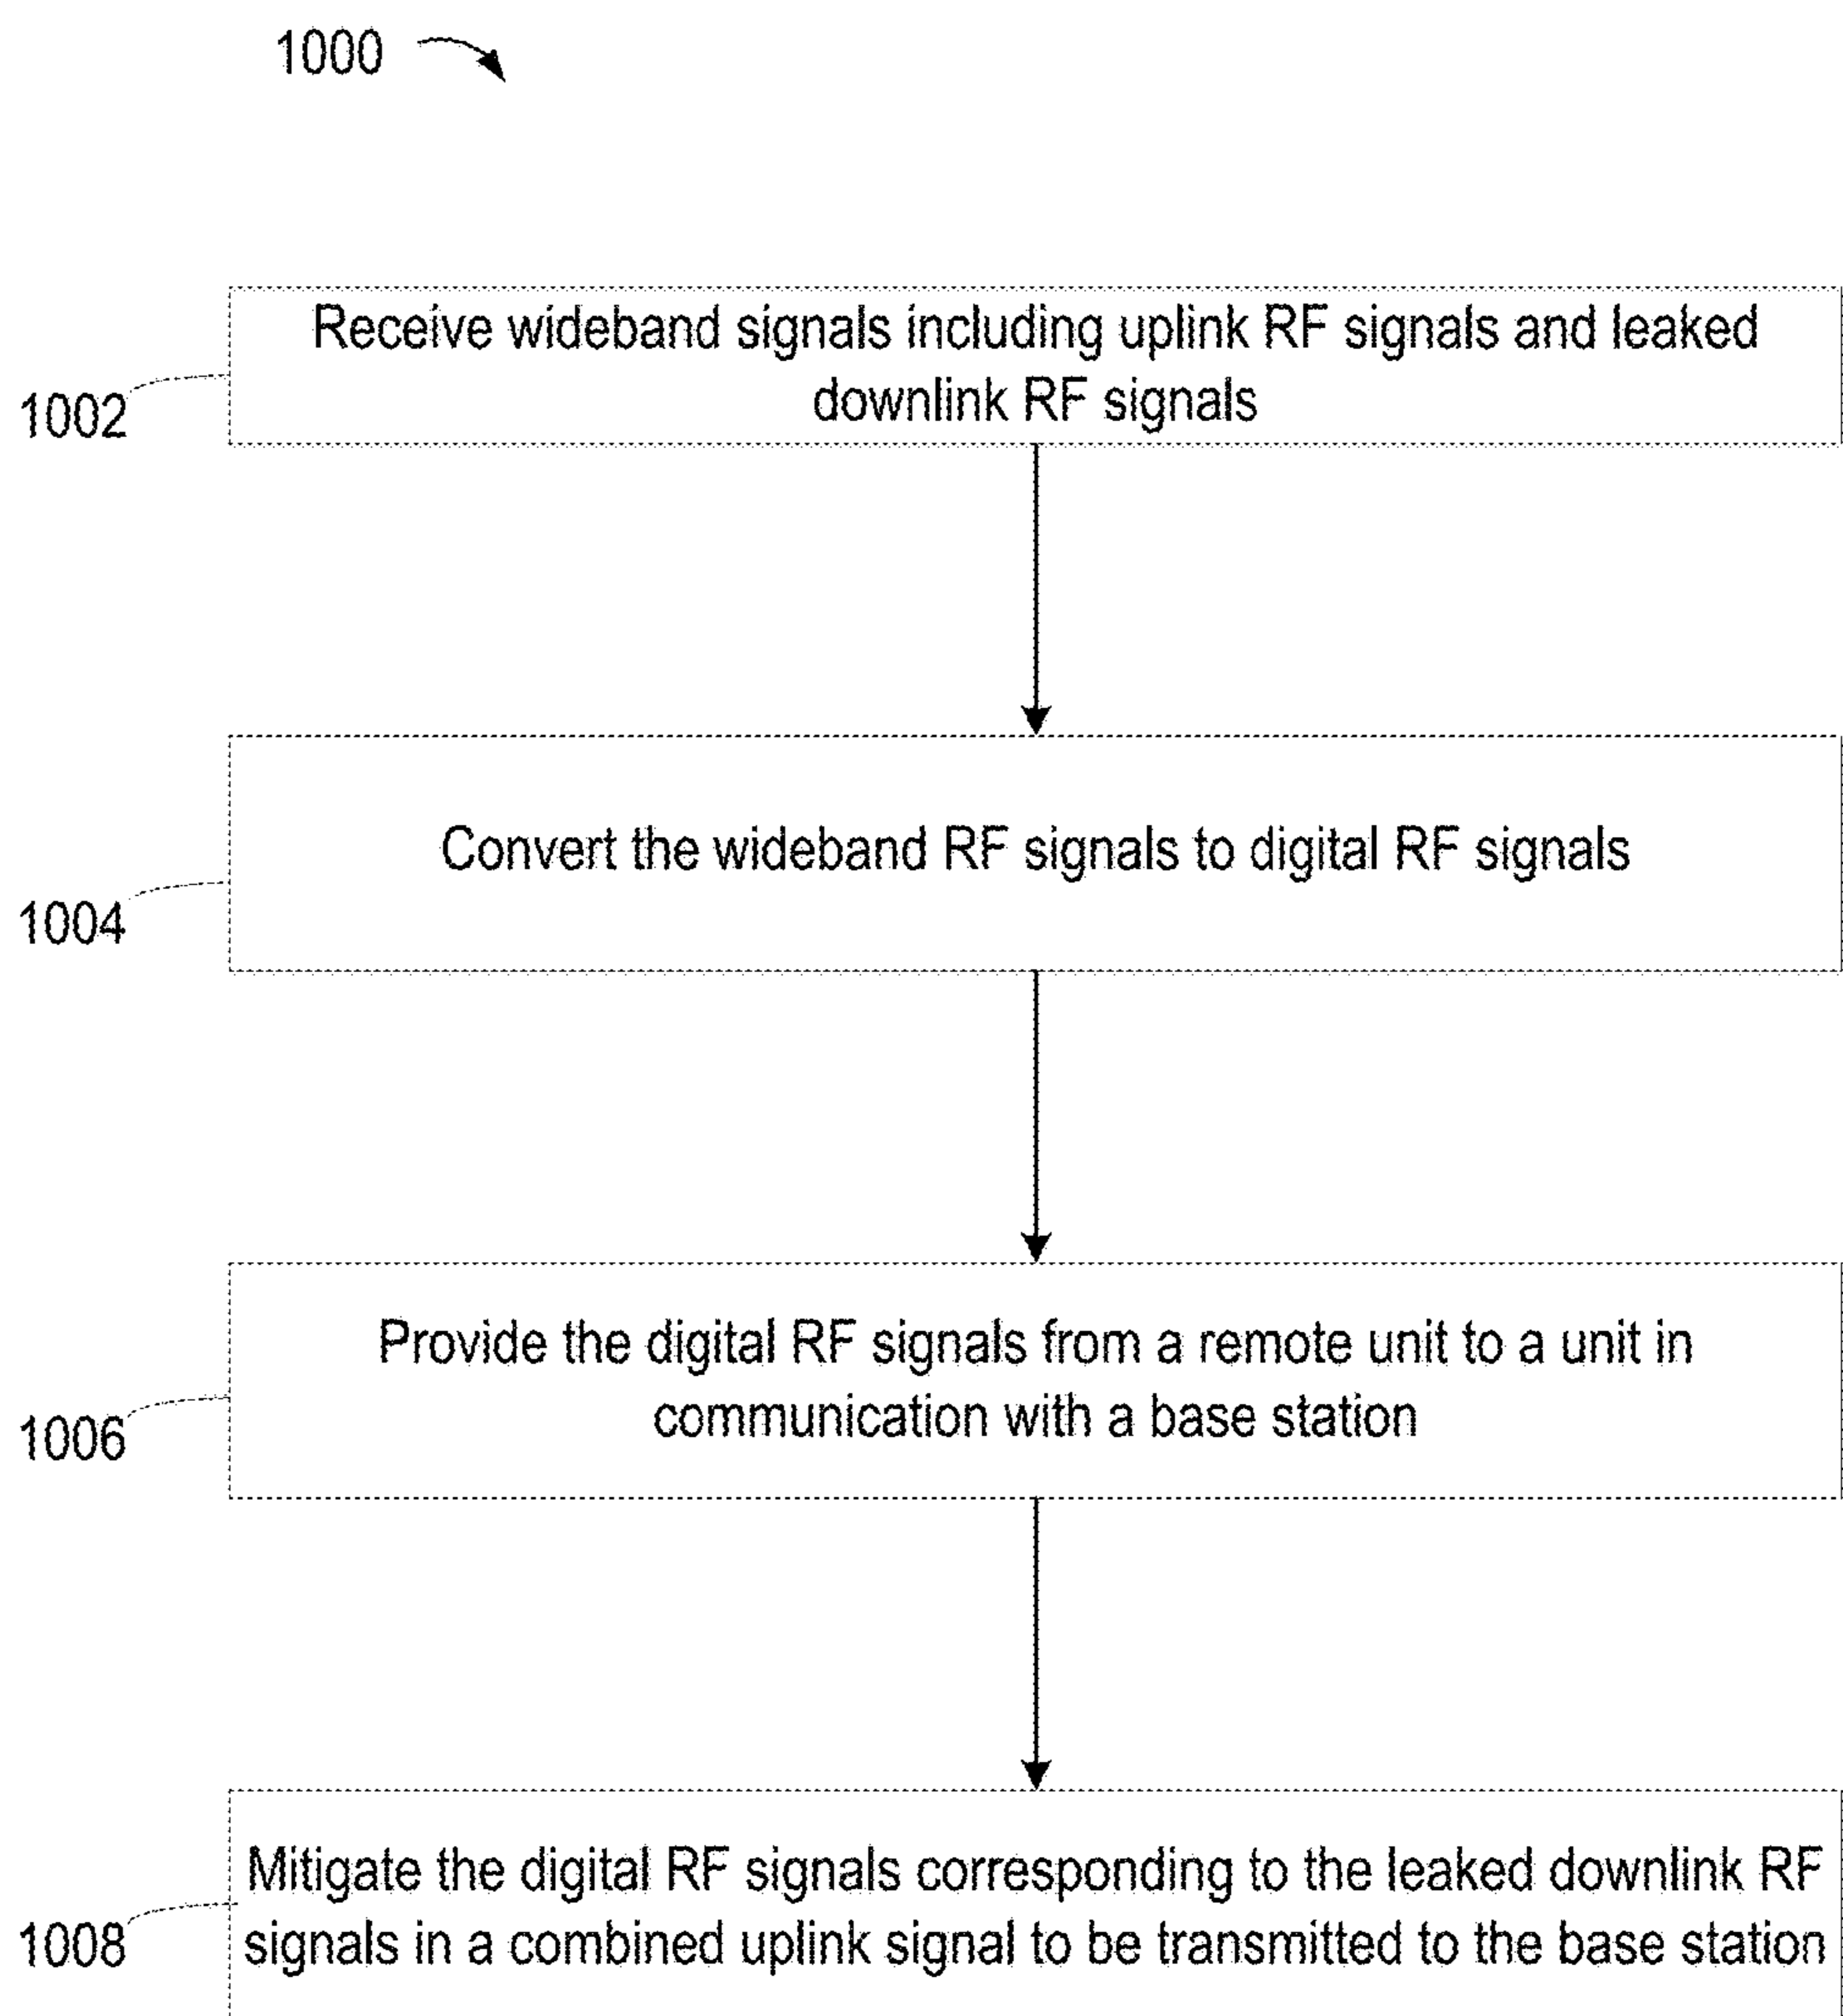 1000
Receive wideband signals including uplink RF signals and leaked
downlink RF signals
1002
Convert the wideband RF signals to digital RF signals
1004
Provide the digital RF signals from a remote unit to a unit in
communication with a base station
1006
Mitigate the digital RF signals corresponding to the leaked downlink RF
signals in a combined uplink signal to be transmitted to the base station
1008